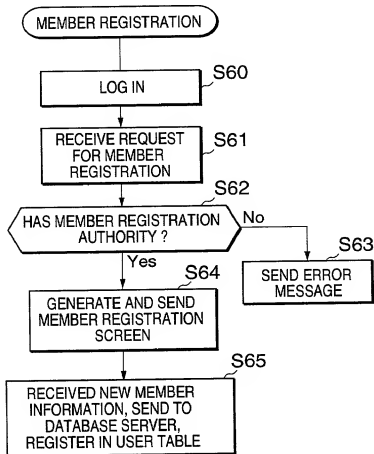 MEMBER REGISTRATION
S60
LOG IN
S61
RECEIVE REQUEST
FOR MEMBER
REGISTRATION
S62
HAS MEMBER REGISTRATION
AUTHORITY ?
No
Yes
S63
SEND ERROR
MESSAGE
S64
GENERATE AND SEND
MEMBER REGISTRATION
SCREEN
S65
RECEIVED NEW MEMBER
INFORMATION, SEND TO
DATABASE SERVER,
REGISTER IN USER TABLE